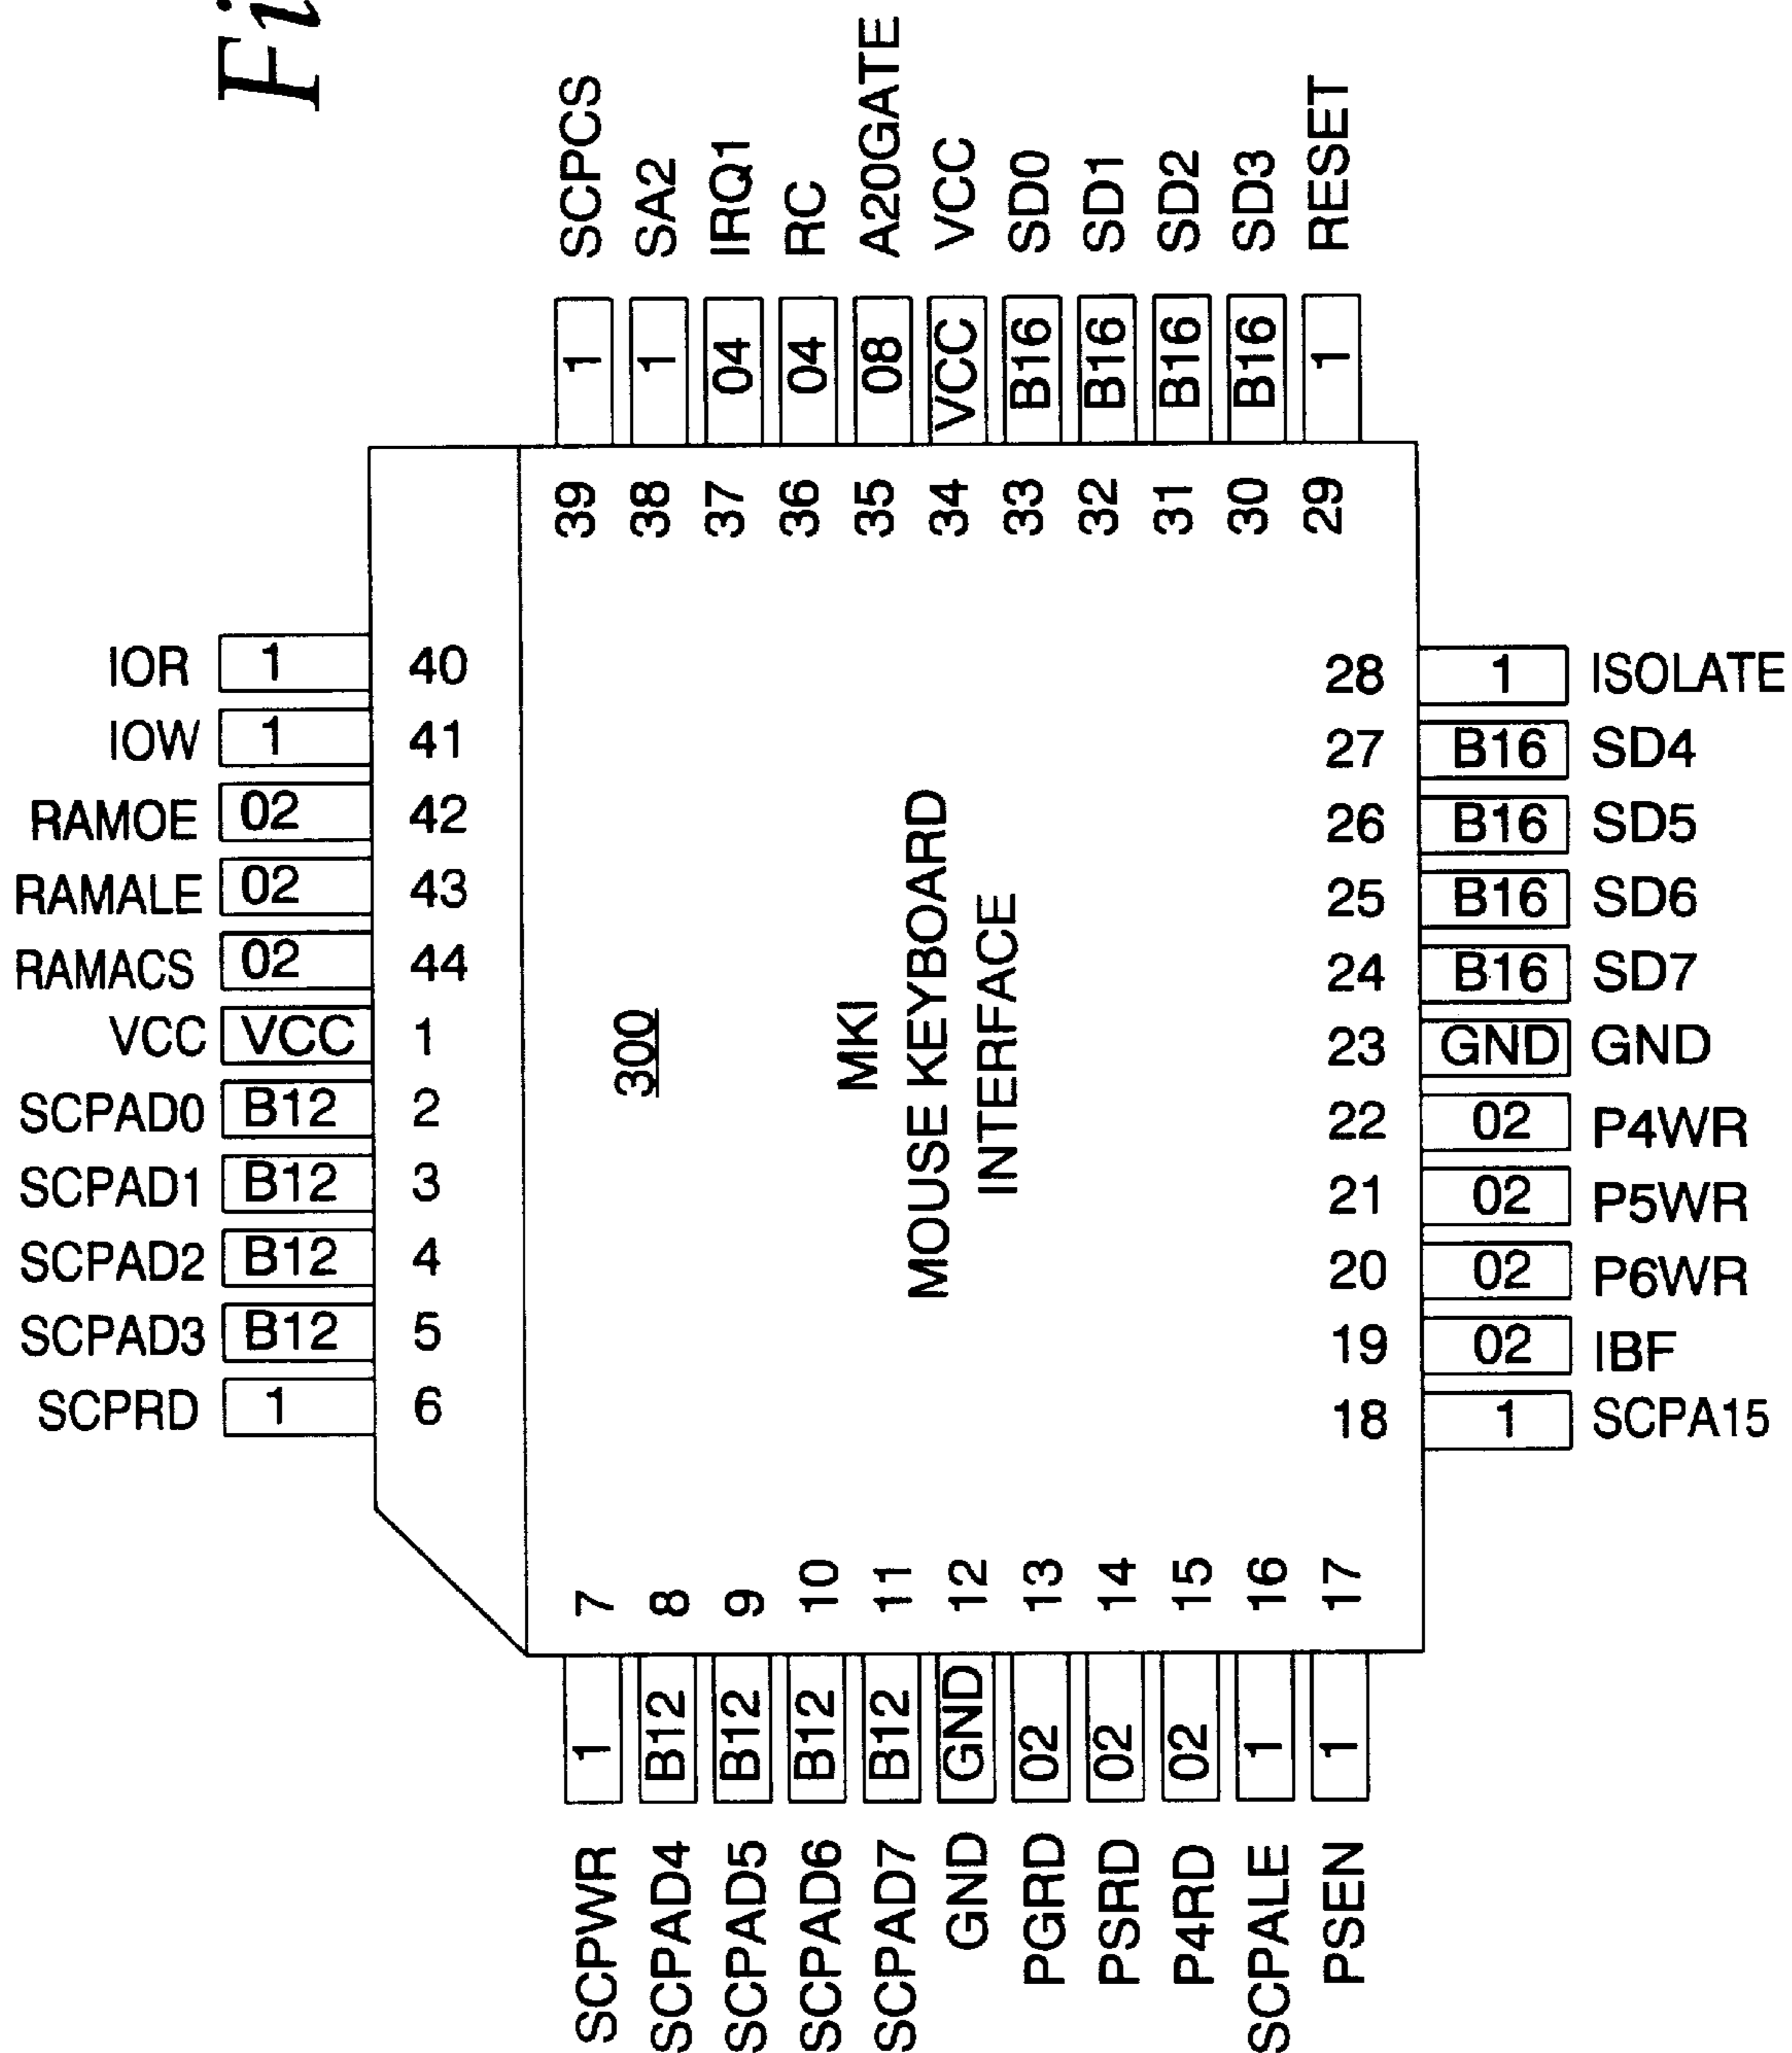 Fi
SCPCS 1 39
SA2 1 38
IRQ1 04 37
RC 04 36
A20GATE 08 35
VCC VCC 34
SD0 B16 33
SD1 B16 32
SD2 B16 31
SD3 B16 30
RESET 1 29
IOR 1 40
IOW 1 41
RAMOE 02 42
RAMALE 02 43
RAMACS 02 44
VCC VCC 1
SCPAD0 B12 2
SCPAD1 B12 3
SCPAD2 B12 4
SCPAD3 B12 5
SCPRD 1 6
300
MKI
MOUSE KEYBOARD
INTERFACE
28 1 ISOLATE
27 B16 SD4
26 B16 SD5
25 B16 SD6
24 B16 SD7
23 GND GND
22 02 P4WR
21 02 P5WR
20 02 P6WR
19 02 IBF
18 1 SCPA15
7 1 SCPWR
8 B12 SCPAD4
9 B12 SCPAD5
10 B12 SCPAD6
11 B12 SCPAD7
12 GND GND
13 02 PGRD
14 02 PSRD
15 02 P4RD
16 1 SCPALE
17 1 PSEN